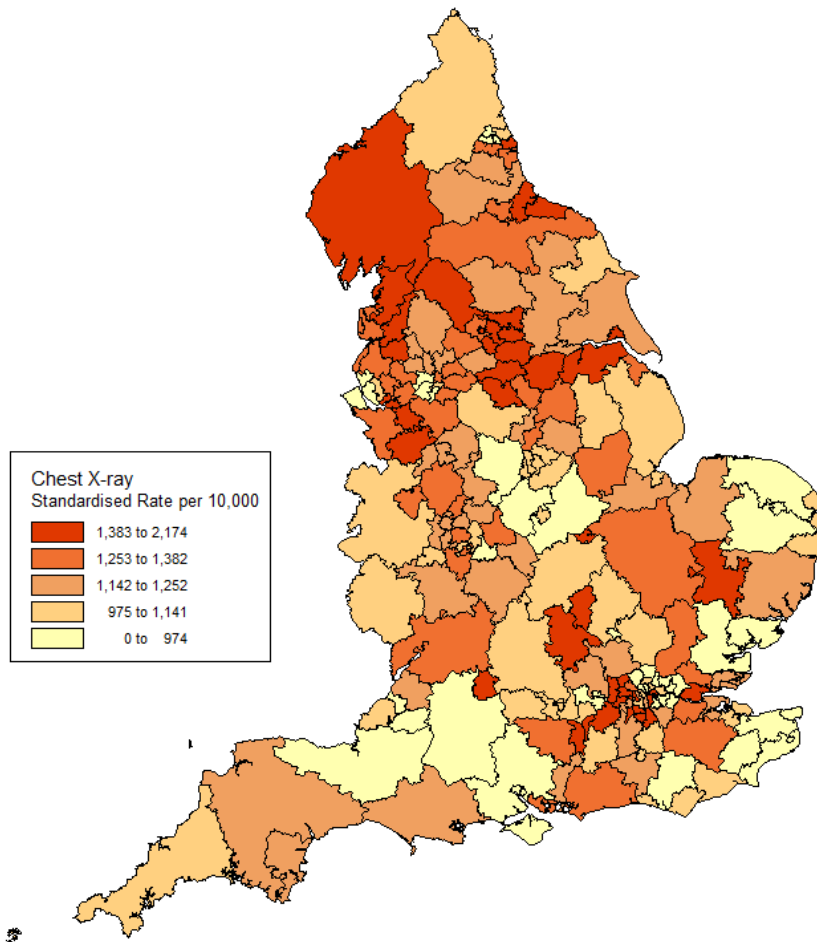 Chest X-ray
Standardised Rate per 10,000
1,383 to 2,174
1,253 to 1,382
1,142 to 1,252
975 to 1,141
0 to 974